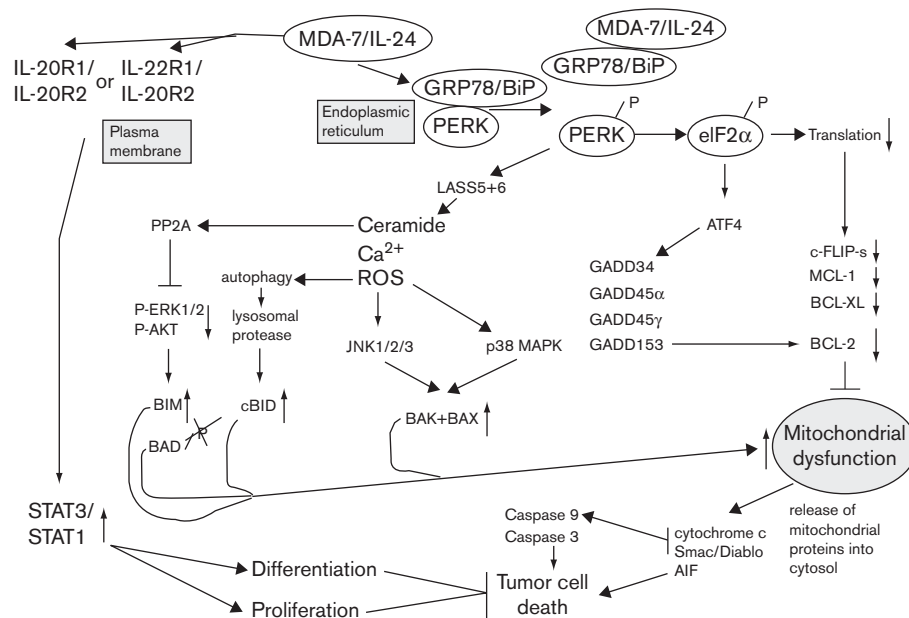 MDA-7/IL-24
MDA-7/IL-24
IL-20R1/
IL-20R2
or
IL-22R1/
IL-20R2
GRP78/BiP
GRP78/BiP
Plasma
membrane
Endoplasmic
reticulum
PERK
P
PERK
P
eIF2α
Translation
LASS5+6
PP2A
Ceramide
Ca2+
ROS
ATF4
autophagy
lysosomal
protease
P-ERK1/2
P-AKT
GADD34
GADD45α
GADD45γ
GADD153
c-FLIP-s
MCL-1
BCL-XL
BCL-2
JNK1/2/3
p38 MAPK
BIM
cBID
BAD
P
BAK+BAX
Mitochondrial
dysfunction
STAT3/
STAT1
Caspase 9
Caspase 3
cytochrome c
Smac/Diablo
AIF
release of
mitochondrial
proteins into
cytosol
Differentiation
Proliferation
Tumor cell
death